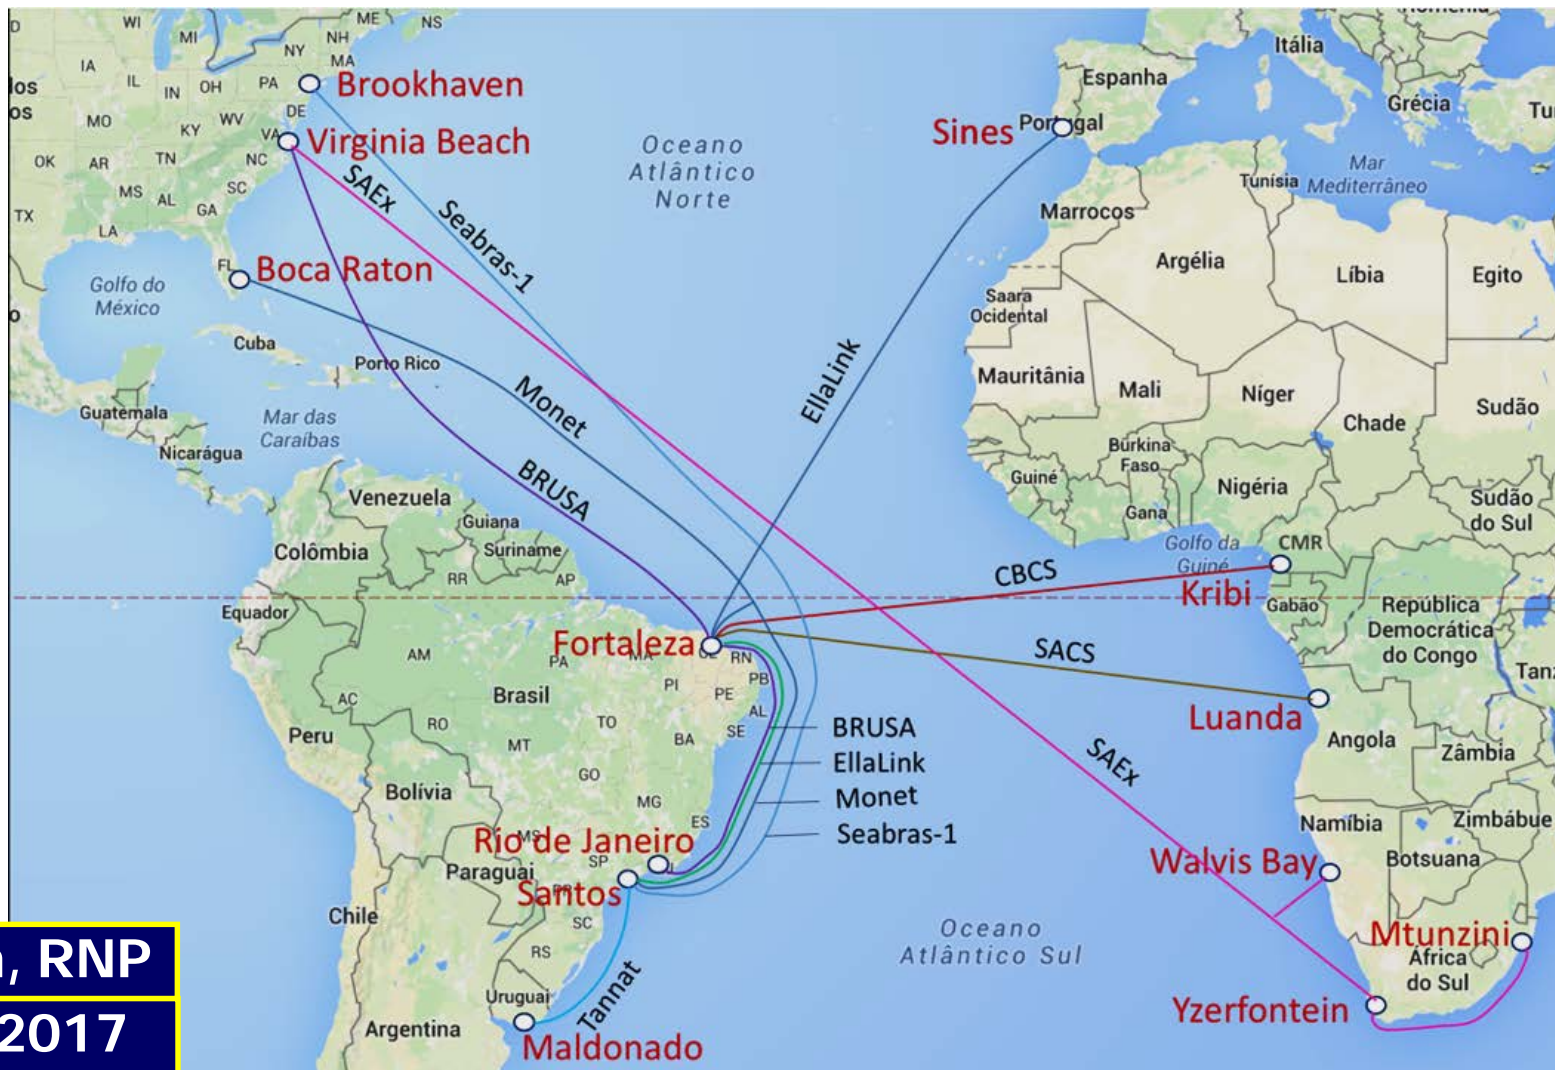 WI
ME
NS
MI
NH
NY
MA
IA
IL
IN
OH
PA
Brookhaven
DE
MO
WV
KY
VA
Virginia Beach
OK
AR
TN
NC
MS
AL
SC
GA
TX
LA
FL
Boca Raton
Golfo do
México
Cuba
Porto Rico
Guatemala
Mar das
Caraíbas
Nicarágua
Oceano
Atlântico
Norte
SAEx
Seabras-1
Monet
BRUSA
EllaLink
Sines
Portugal
Espanha
Itália
Grécia
Mar
Mediterrâneo
Tunísia
Marrocos
Argélia
Líbia
Egito
Saara
Ocidental
Mauritânia
Mali
Níger
Chade
Sudão
Burkina
Faso
Guiné
Gana
Nigéria
Sudão
do Sul
Golfo da
Guiné
CMR
CBCS
Kribi
Gabão
República
Democrática
do Congo
SACS
Luanda
Angola
Zâmbia
SAEx
Namíbia
Zimbábue
Botsuana
Walvis Bay
Mtunzini
África
do Sul
Yzerfontein
Venezuela
Guiana
Suriname
Colômbia
RR
AP
Equador
Fortaleza
AM
PA
MA
CE
RN
PB
PI
PE
AL
SE
AC
Brasil
TO
RO
Peru
MT
BA
GO
Bolívia
MG
ES
BRUSA
EllaLink
Monet
Seabras-1
MS
Rio de Janeiro
SP
Paraguai
Santos
PR
SC
Chile
RS
Uruguai
Tannat
Argentina
Maldonado
Oceano
Atlântico Sul
, RNP
2017